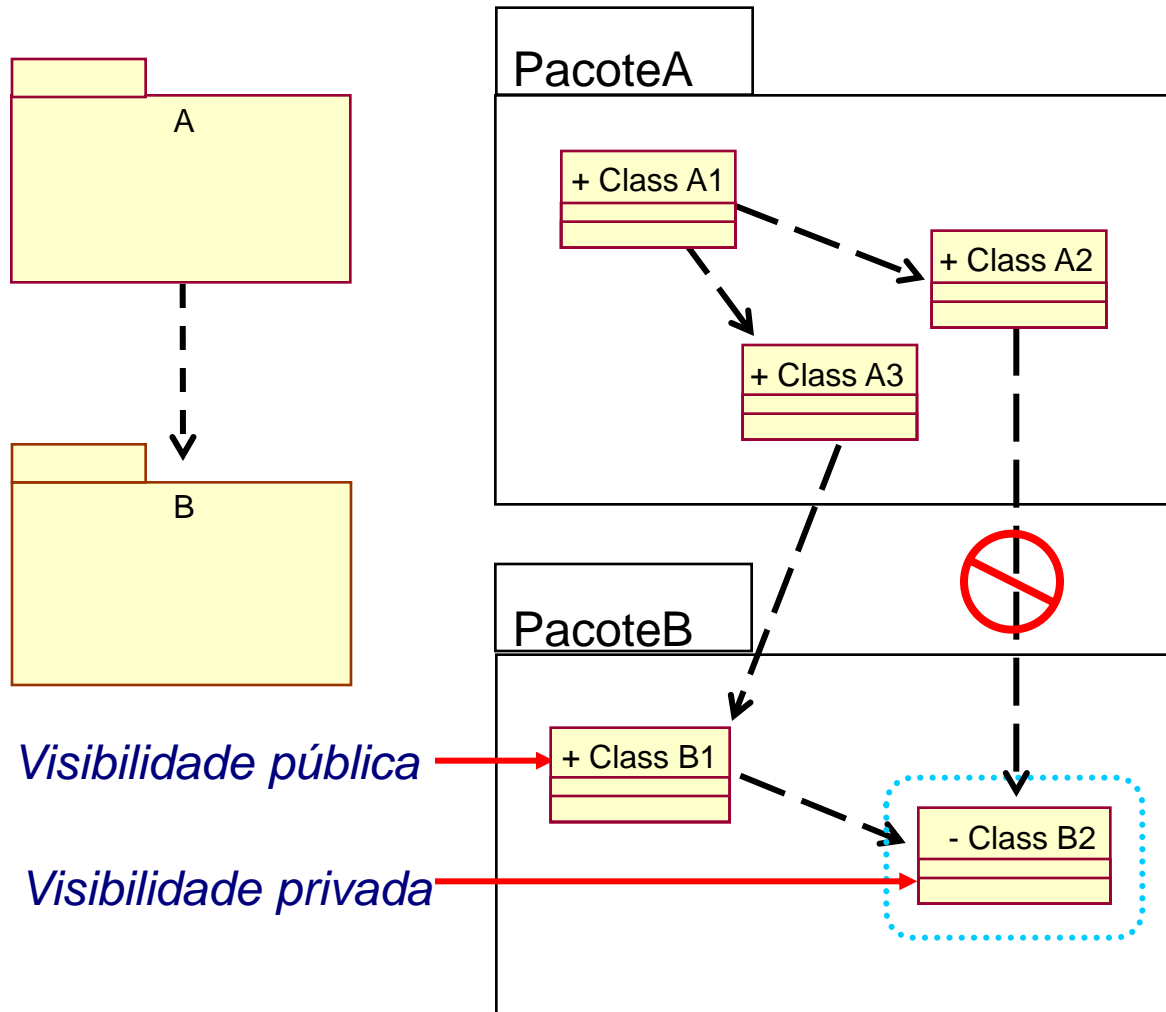 A
B
PacoteA
+ Class A1
+ Class A2
+ Class A3
PacoteB
+ Class B1
- Class B2
Visibilidade pública
Visibilidade privada